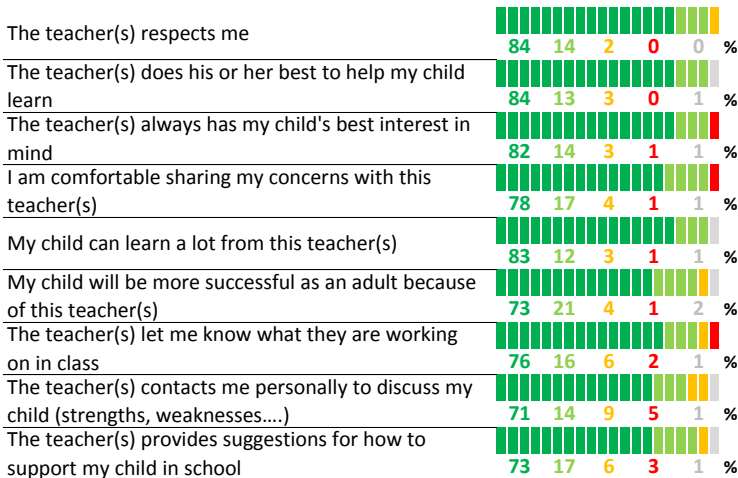 The teacher(s) respects me
84 14 2 0 0 %
The teacher(s) does his or her best to help my child
learn
84 13 3 0 1 %
The teacher(s) always has my child's best interest in
mind
82 14 3 1 1 %
I am comfortable sharing my concerns with this
teacher(s)
78 17 4 1 1 %
My child can learn a lot from this teacher(s)
83 12 3 1 1 %
My child will be more successful as an adult because
of this teacher(s)
73 21 4 1 2 %
The teacher(s) let me know what they are working
on in class
76 16 6 2 1 %
The teacher(s) contacts me personally to discuss my
child (strengths, weaknesses....)
71 14 9 5 1 %
The teacher(s) provides suggestions for how to
support my child in school
73 17 6 3 1 %